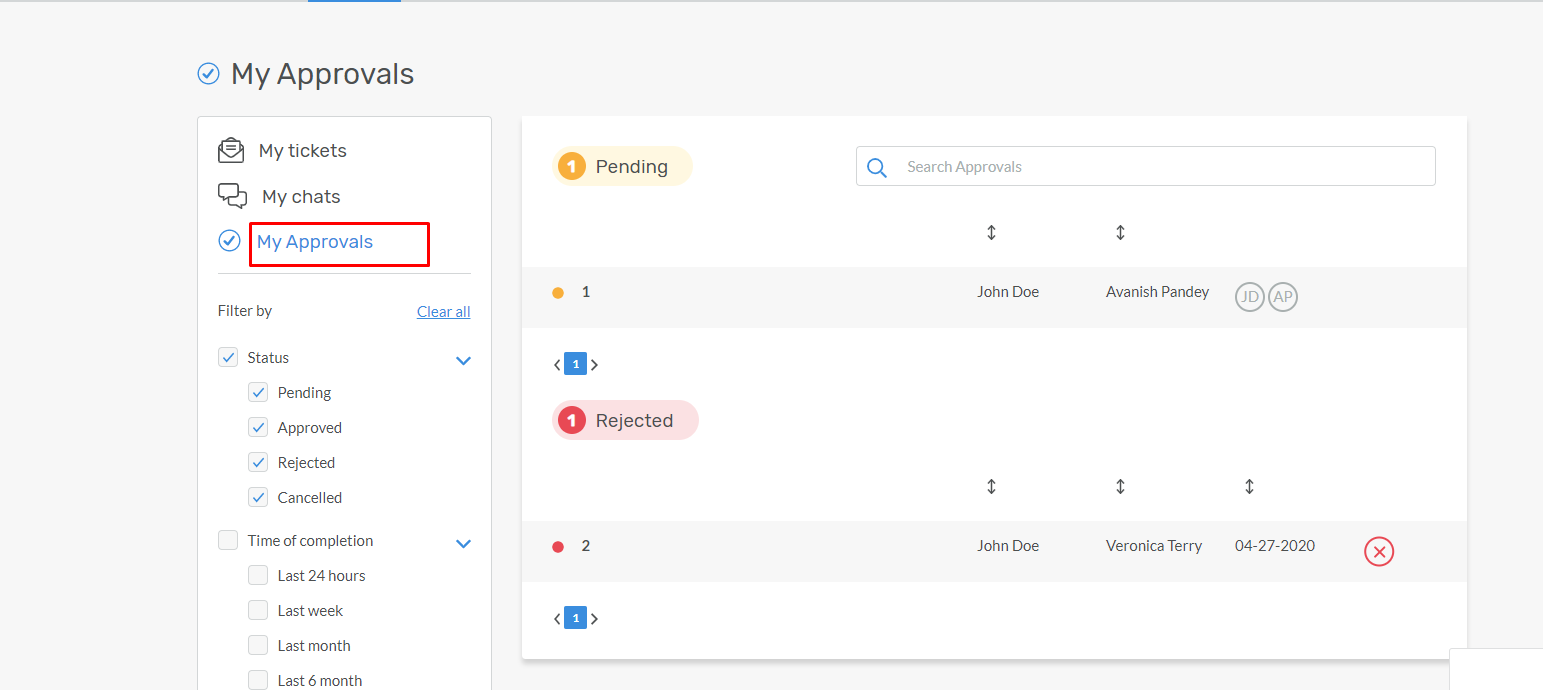 My Approvals
My tickets
My chats
My Approvals
Filter by Clear all
Status
Pending
Approved
Rejected
Cancelled
Time of completion
Last 24 hours
Last week
Last month
Last 6 month
1 Pending
Search Approvals
1 John Doe Avanish Pandey JD AP
1
1 Rejected
2 John Doe Veronica Terry 04-27-2020
1